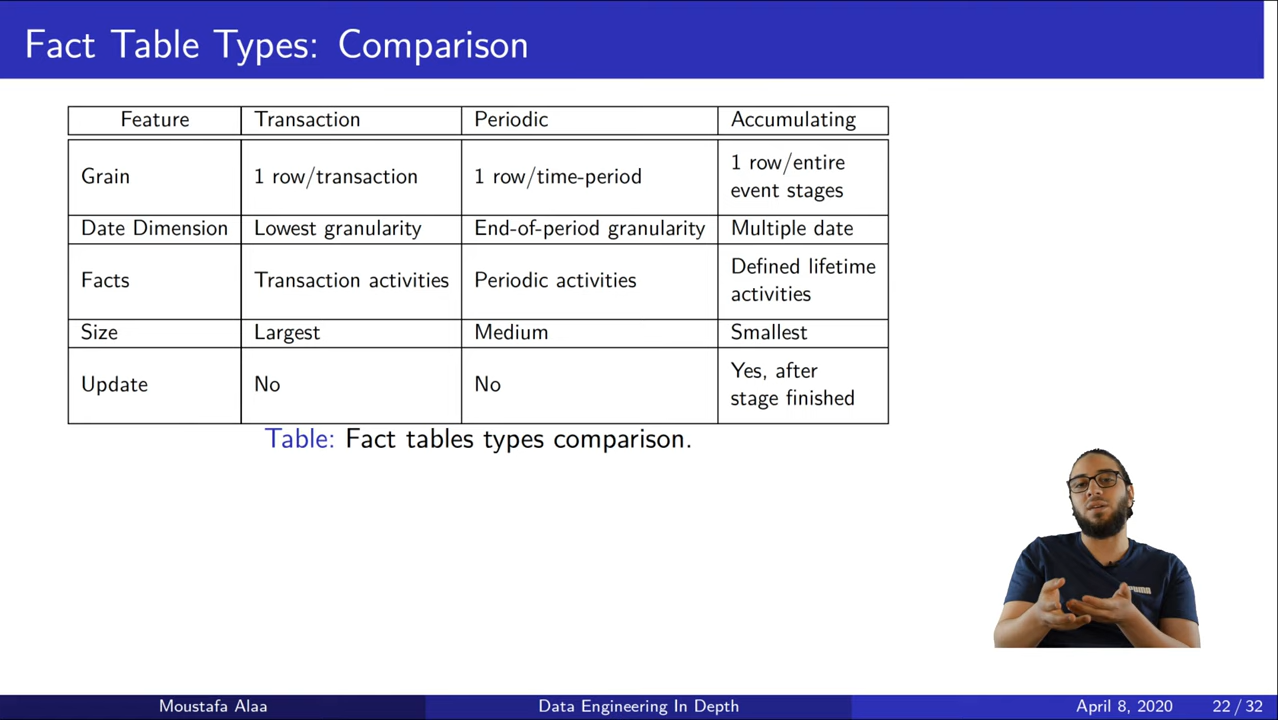 Fact Table Types: Comparison
Feature Transaction Periodic Accumulating
Grain 1 row/transaction 1 row/time-period 1 row/entire event stages
Date Dimension Lowest granularity End-of-period granularity Multiple date
Facts Transaction activities Periodic activities Defined lifetime activities
Size Largest Medium Smallest
Update No No Yes, after stage finished
Table: Fact tables types comparison.
Moustafa Alaa Data Engineering In Depth April 8, 2020 22 / 32